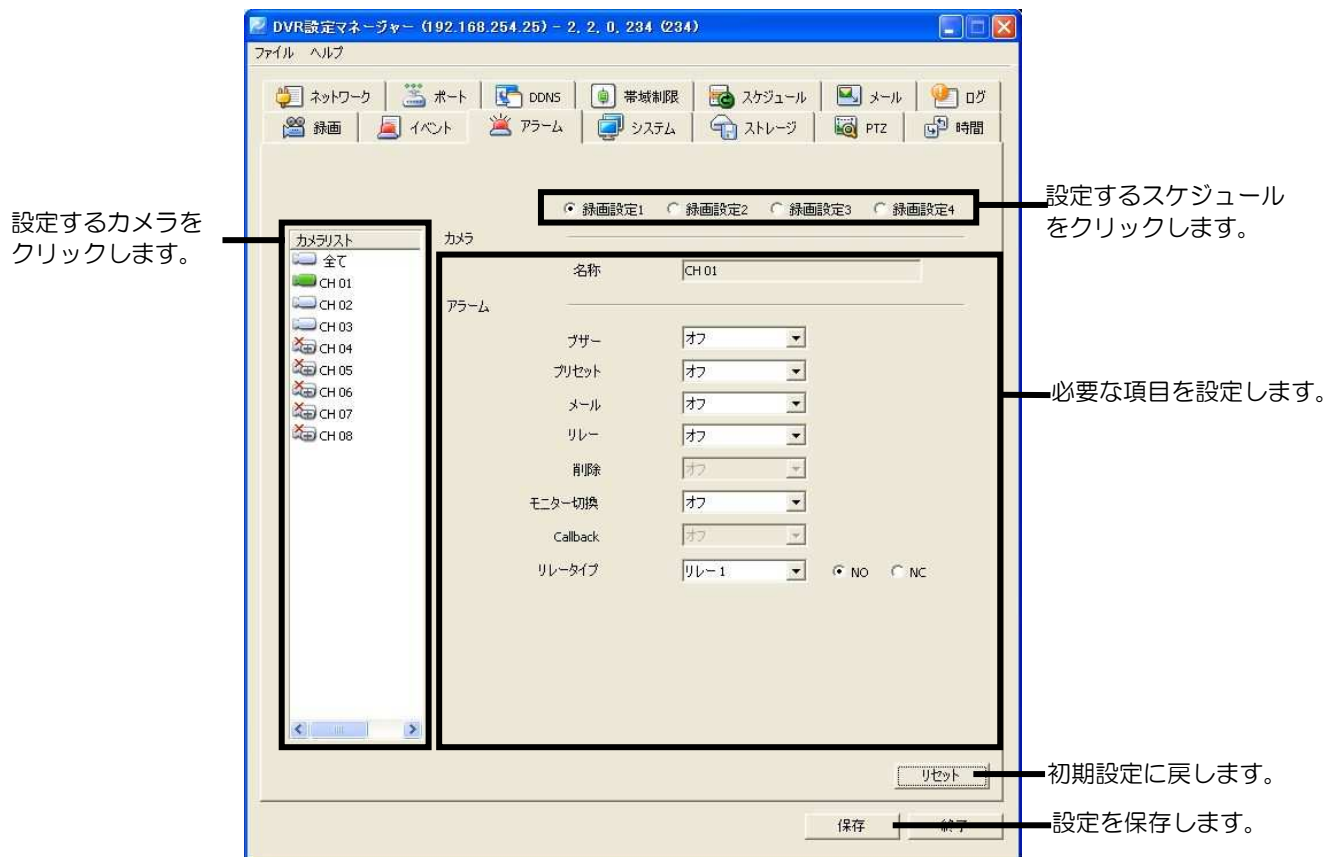 DVR設定マネージャー (192.168.254.25) - 2, 2, 0, 234 (234)
ファイル ヘルプ
ネットワーク ポート DDNS 帯域制限 スケジュール メール ログ
録画 イベント アラーム システム ストレージ PTZ 時間
設定するスケジュール
をクリックします。
録画設定1 録画設定2 録画設定3 録画設定4
設定するカメラを
クリックします。
カメラリスト
全て
CH 01
CH 02
CH 03
CH 04
CH 05
CH 06
CH 07
CH 08
カメラ
名称 CH 01
アラーム
ブザー オフ
プリセット オフ
メール オフ
リレー オフ
削除 オフ
モニター切換 オフ
Callback オフ
リレータイプ リレー 1 NO NC
必要な項目を設定します。
リセット 初期設定に戻します。
保存 終了 設定を保存します。